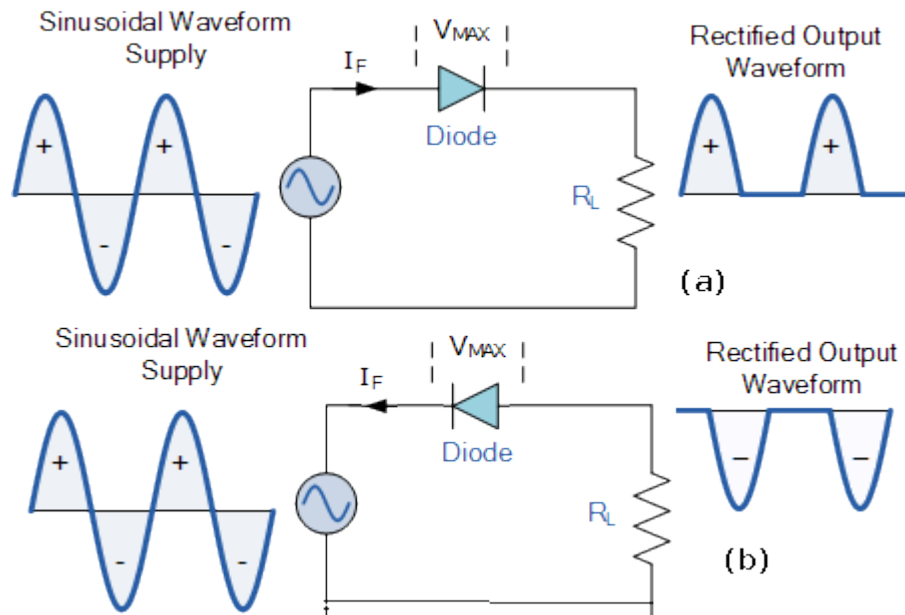 Sinusoidal Waveform
Supply
+
+
-
-
IF
VMAX
Diode
RL
Rectified Output
Waveform
+
+
(a)
Sinusoidal Waveform
Supply
+
+
-
-
IF
VMAX
Diode
RL
Rectified Output
Waveform
–
–
(b)